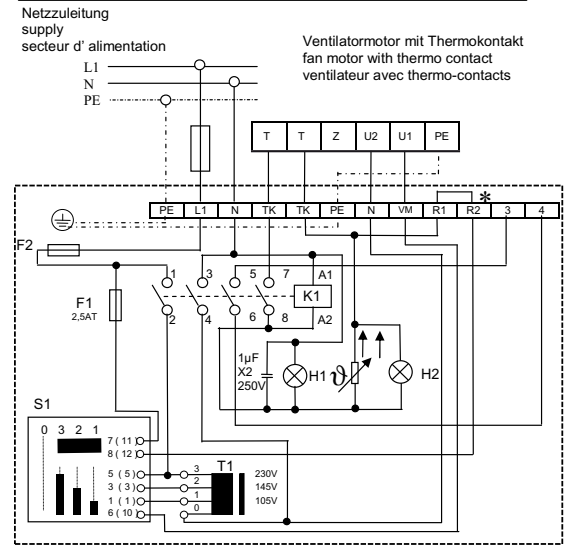 Netzzuleitung
supply
secteur d' alimentation
Ventilatormotor mit Thermokontakt
fan motor with thermo contact
ventilateur avec thermo-contacts
L1
N
PE
T T Z U2 U1 PE
*
PE L1 N TK TK PE N VM R1 R2 3 4
F2
1 3 5 7 A1
K1
F1
2,5AT
2 4 6 8 A2
1µF
X2
250V
H1
ϑ
H2
S1
0 3 2 1
7 ( 11 )
8 ( 12 )
5 ( 5 )
3 ( 3 )
1 ( 1 )
6 ( 10 )
T1
3 230V
2 145V
1 105V
0